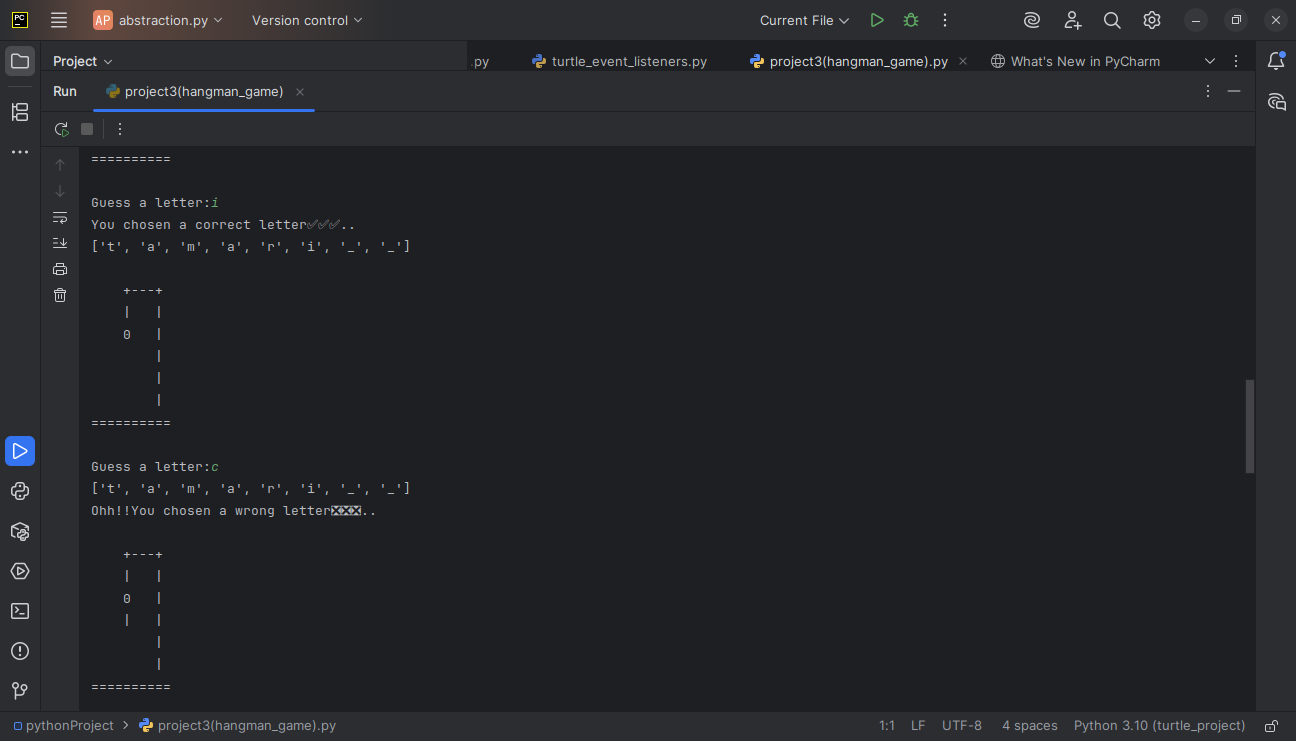 PC
AP abstraction.py Version control Current File
Project .py turtle_event_listeners.py project3(hangman_game).py What's New in PyCharm
Run project3(hangman_game)
==========
Guess a letter:i
You chosen a correct letter✅✅✅..
['t', 'a', 'm', 'a', 'r', 'i', '_', '_']
    +---+
    |   |
    0   |
        |
        |
        |
==========
Guess a letter:c
['t', 'a', 'm', 'a', 'r', 'i', '_', '_']
Ohh!!You chosen a wrong letter❎❎❎..
    +---+
    |   |
    0   |
    |   |
        |
        |
==========
pythonProject > project3(hangman_game).py 1:1 LF UTF-8 4 spaces Python 3.10 (turtle_project)